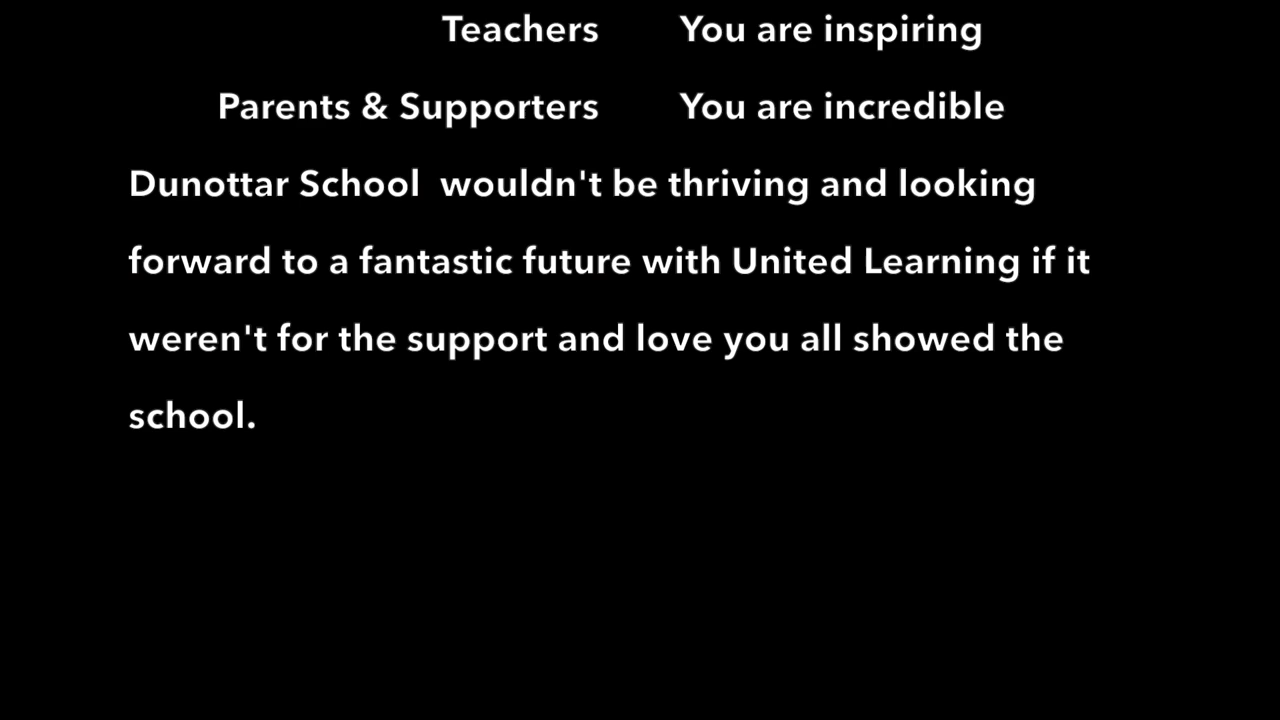 Teachers You are inspiring
Parents & Supporters You are incredible
Dunottar School  wouldn't be thriving and looking
forward to a fantastic future with United Learning if it
weren't for the support and love you all showed the
school.